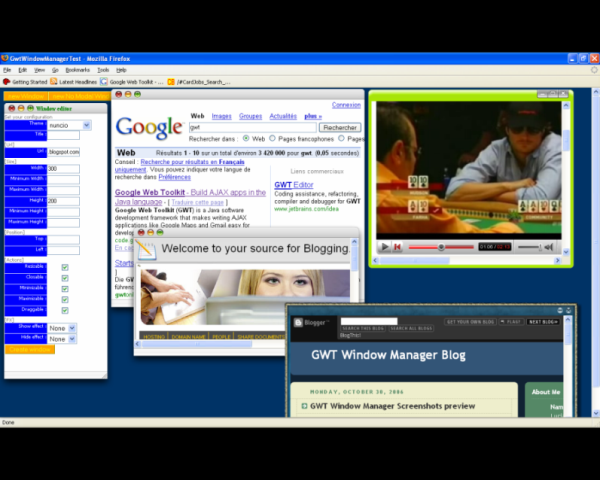 GwtWindowManagerTest - Mozilla Firefox
File Edit View Go Bookmarks Tools Help
Getting Started Latest Headlines Google Web Toolkit - ...
Window editor
Set your configuration
Theme : nuncio
Title :
Url : .blogspot.com
Width : 300
Minimum Width :
Maximum Width :
Height : 200
Minimum Height :
Maximum Height :
Top :
Left :
Resizable :
Closable :
Minimizable :
Maximizable :
Draggable :
Show effect : None
Hide effect : None
Connexion
Web Images Groupes Actualités plus »
Google
gwt
Rechercher
Rechercher dans : Web Pages francophones Pages
Web Résultats 1 - 10 sur un total d'environ 3 420 000 pour gwt (0,05 secondes)
Conseil : Recherche pour résultats en Français
uniquement. Vous pouvez indiquer votre langue de
recherche dans Préférences
Google Web Toolkit - Build AJAX apps in the
Java language - [ Traduire cette page ]
Google Web Toolkit (GWT) is a Java software
development framework that makes writing AJAX
applications like Google Maps and Gmail easy for
Liens commerciaux
GWT Editor
Coding assistance, refactoring,
compiler and debugger for GWT
www.jetbrains.com/idea
Welcome to your source for Blogging.
HOSTING DOMAIN NAME PEOPLE SHARE DOCUMENTS
COMMUNITY
01:06
Blogger
SEARCH THIS BLOG SEARCH ALL BLOGS
BlogThis!
GET YOUR OWN BLOG FLAG? NEXT BLOG»
GWT Window Manager Blog
MONDAY, OCTOBER 30, 2006
GWT Window Manager Screenshots preview
About Me
Name
Done